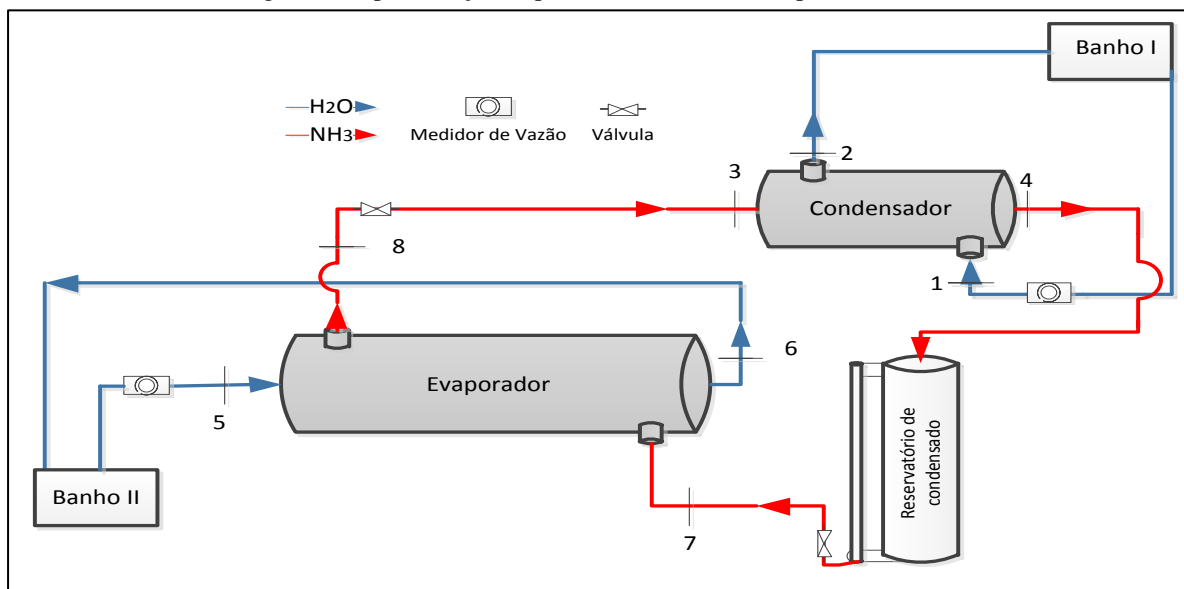 Banho I
H2O
NH3
Medidor de Vazão
Válvula
2
3
4
Condensador
8
1
6
Evaporador
5
Reservatório de
condensado
Banho II
7